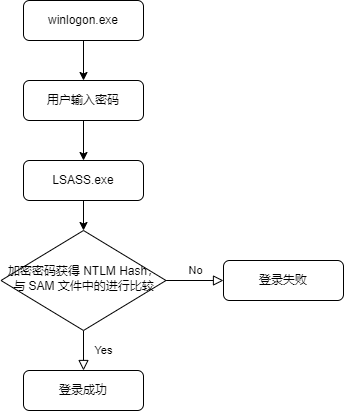 winlogon.exe
用户输入密码
LSASS.exe
加密密码获得 NTLM Hash，
与 SAM 文件中的进行比较
No
登录失败
Yes
登录成功